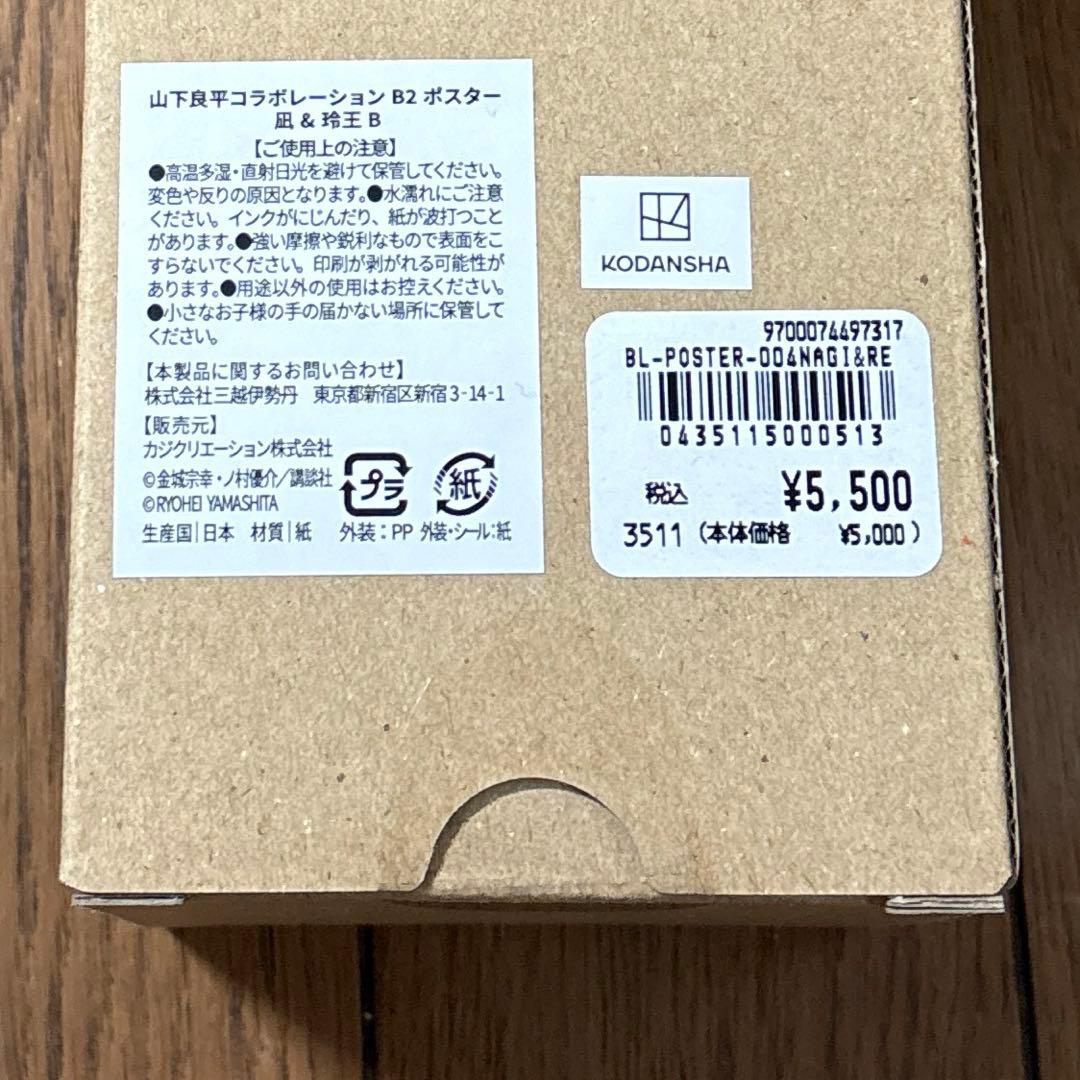 山下良平コラボレーション B2 ポスター
凪 & 玲王 B
【ご使用上の注意】
●高温多湿・直射日光を避けて保管してください。
変色や反りの原因となります。●水濡れにご注意
ください。インクがにじんだり、紙が波打つこと
があります。●強い摩擦や鋭利なもので表面をこ
すらないでください。印刷が剥がれる可能性が
あります。●用途以外の使用はお控えください。
●小さなお子様の手の届かない場所に保管して
ください。
【本製品に関するお問い合わせ】
株式会社三越伊勢丹 東京都新宿区新宿3-14-1
【販売元】
カジクリエーション株式会社
©金城宗幸・ノ村優介/講談社
©RYOHEI YAMASHITA
プラ
紙
生産国|日本 材質|紙 外装:PP 外装・シール:紙
KODANSHA
9700074497317
BL-POSTER-004NAGI&RE
0435115000513
税込 ¥5,500
3511 (本体価格 ¥5,000)